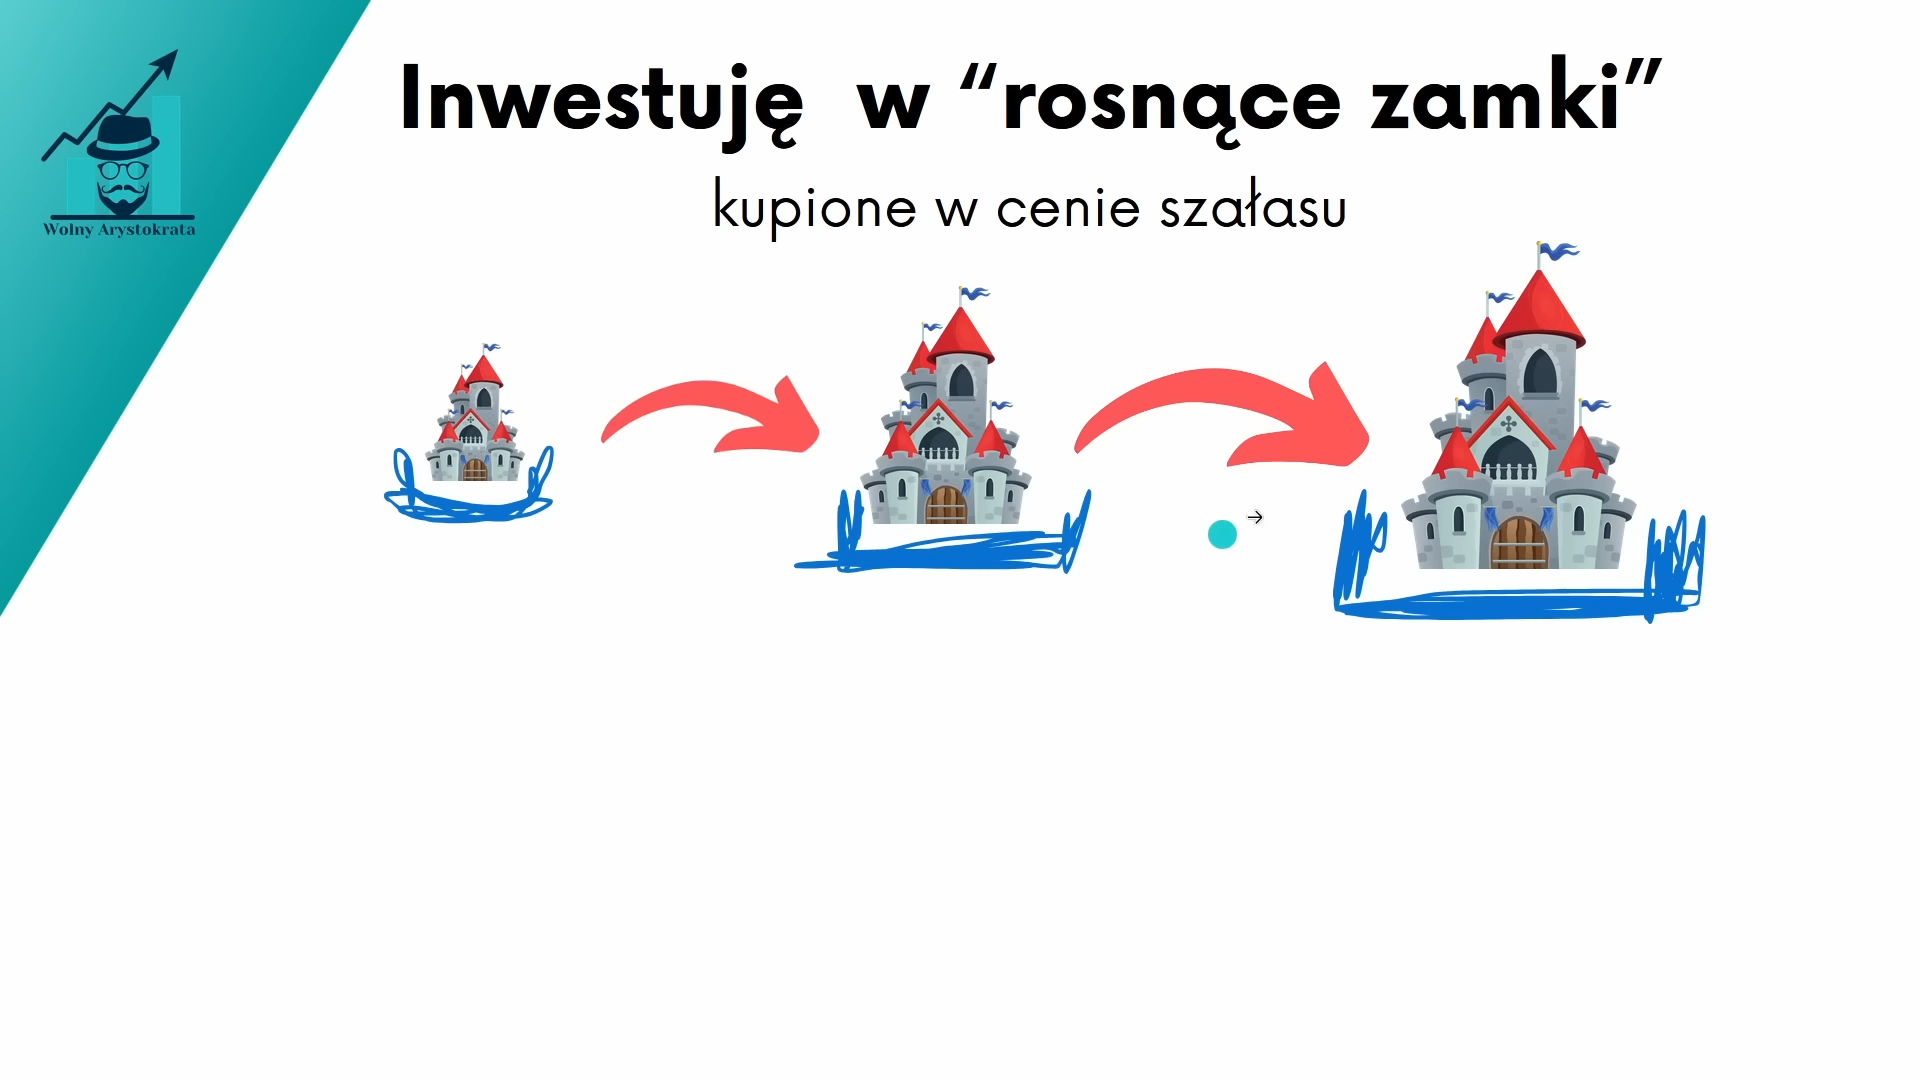 Inwestuję w “rosnące zamki”
kupione w cenie szałasu
Wolny Arystokrata